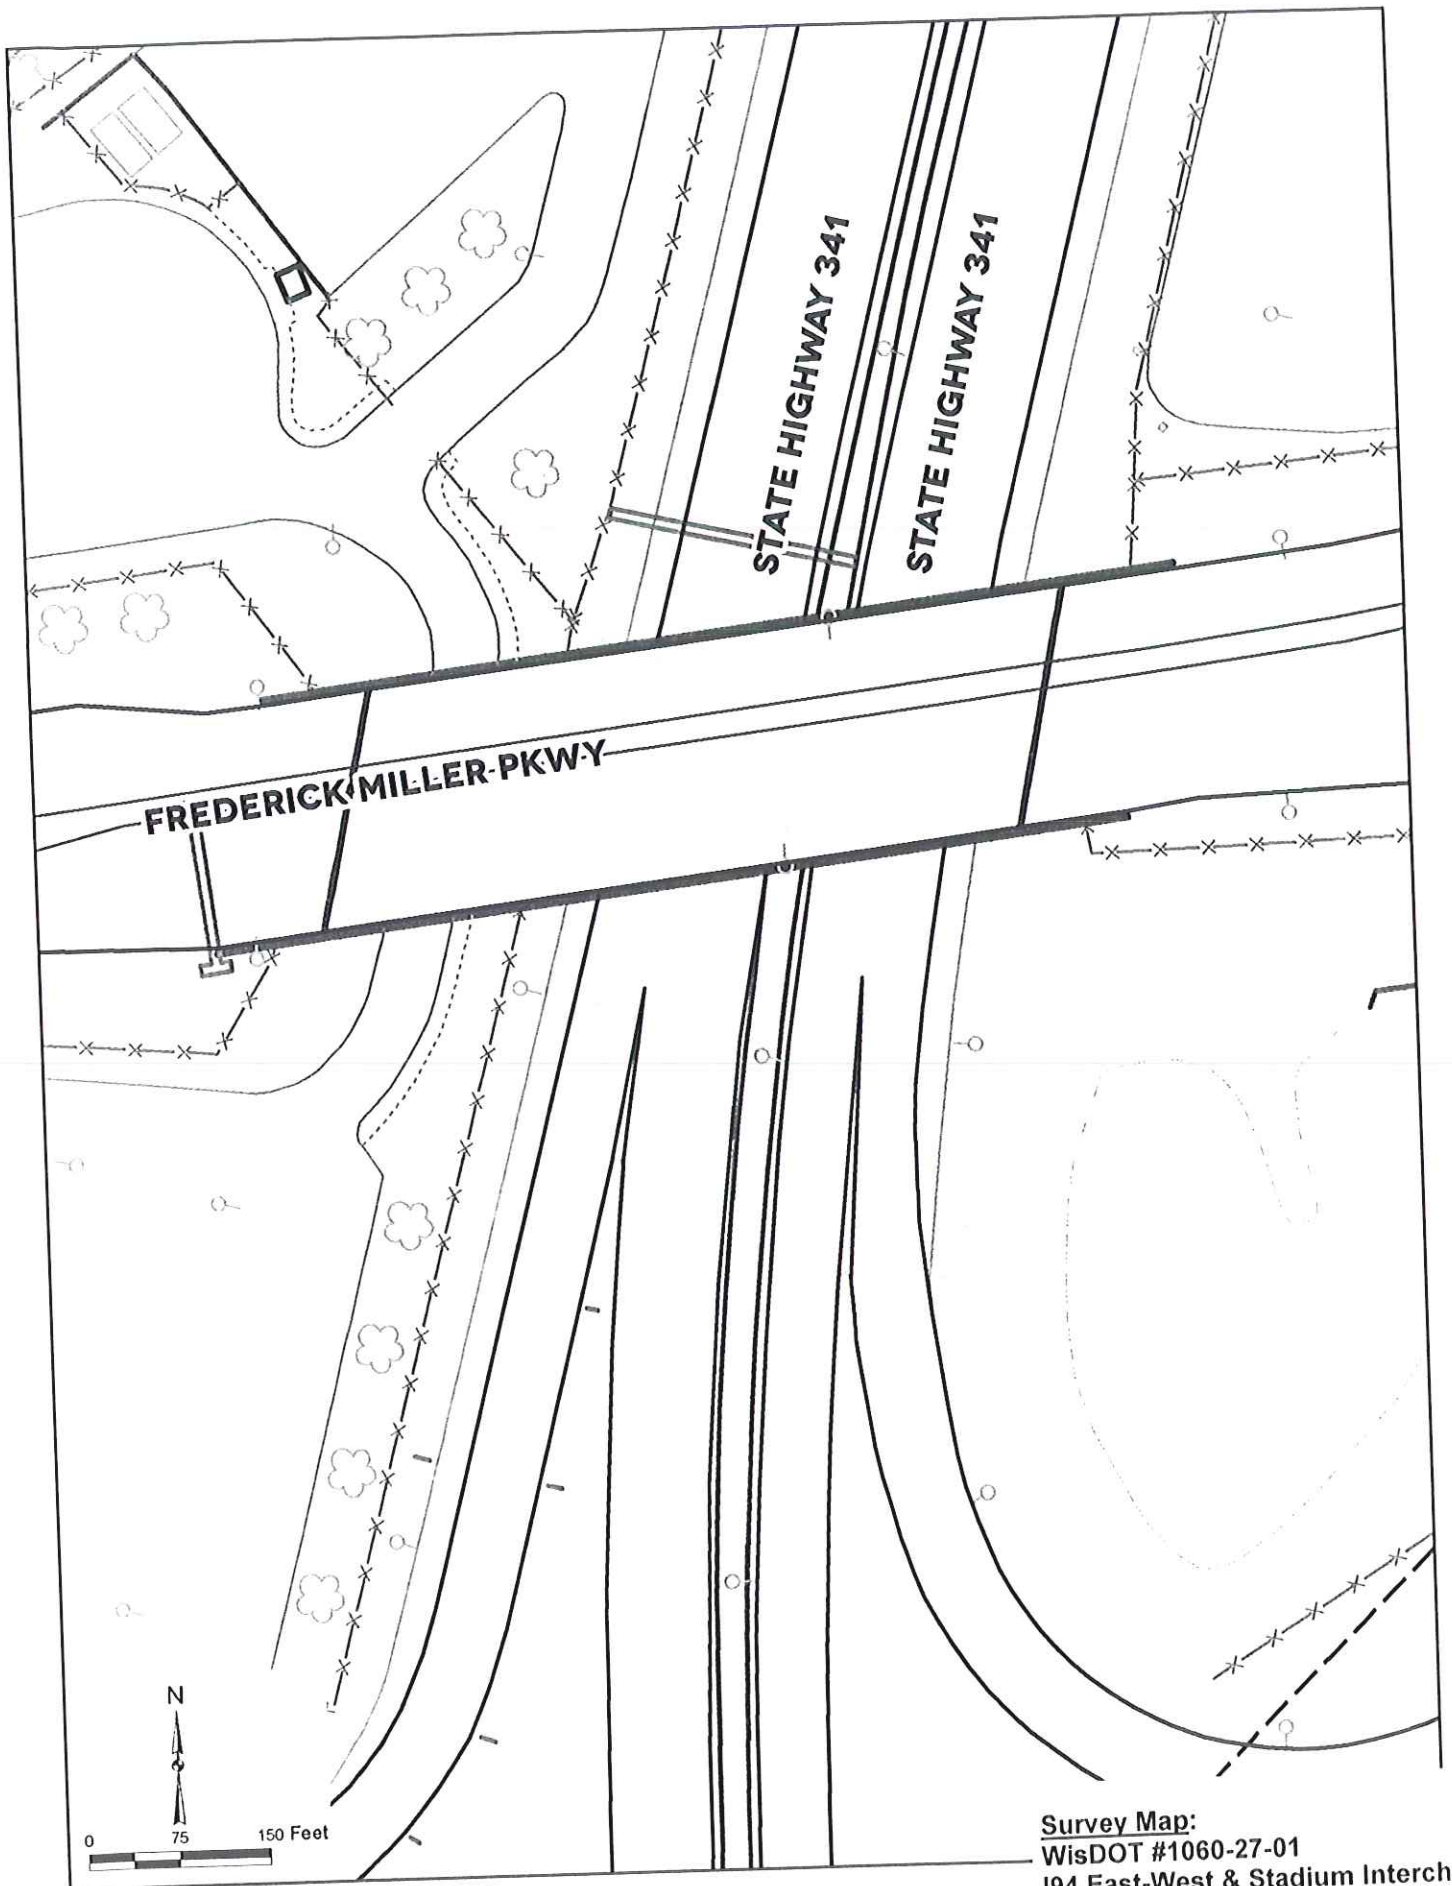 STATE HIGHWAY 341
STATE HIGHWAY 341
FREDERICK MILLER PKWY
N
0 75 150 Feet
Survey Map:
WisDOT #1060-27-01
I94 East-West & Stadium Interch